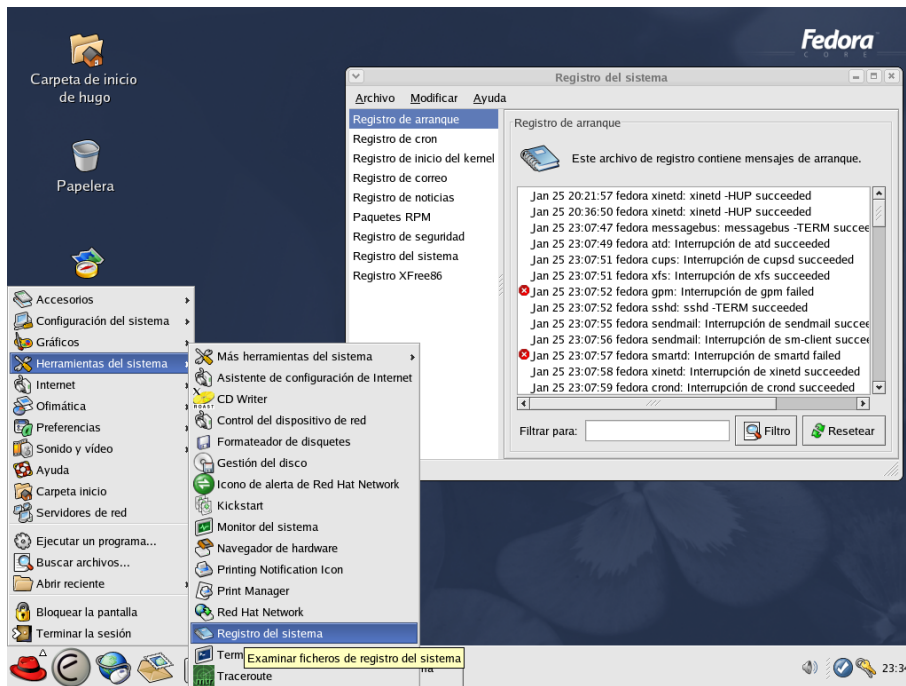 Fedora
CORE
Carpeta de inicio
de hugo
Papelera
Registro del sistema
Archivo Modificar Ayuda
Registro de arranque
Registro de cron
Registro de inicio del kernel
Registro de correo
Registro de noticias
Paquetes RPM
Registro de seguridad
Registro del sistema
Registro XFree86
Registro de arranque
Este archivo de registro contiene mensajes de arranque.
Jan 25 20:21:57 fedora xinetd: xinetd -HUP succeeded
Jan 25 20:36:50 fedora xinetd: xinetd -HUP succeeded
Jan 25 23:07:47 fedora messagebus: messagebus -TERM succee
Jan 25 23:07:49 fedora atd: Interrupción de atd succeeded
Jan 25 23:07:51 fedora cups: Interrupción de cupsd succeeded
Jan 25 23:07:51 fedora xfs: Interrupción de xfs succeeded
Jan 25 23:07:52 fedora gpm: Interrupción de gpm failed
Jan 25 23:07:52 fedora sshd: sshd -TERM succeeded
Jan 25 23:07:55 fedora sendmail: Interrupción de sendmail succee
Jan 25 23:07:56 fedora sendmail: Interrupción de sm-client succee
Jan 25 23:07:57 fedora smartd: Interrupción de smartd failed
Jan 25 23:07:58 fedora xinetd: Interrupción de xinetd succeeded
Jan 25 23:07:59 fedora crond: Interrupción de crond succeeded
Filtrar para:
Filtro
Resetear
Accesorios
Configuración del sistema
Gráficos
Herramientas del sistema
Internet
Ofimática
Preferencias
Sonido y vídeo
Ayuda
Carpeta inicio
Servidores de red
Ejecutar un programa...
Buscar archivos...
Abrir reciente
Bloquear la pantalla
Terminar la sesión
Más herramientas del sistema
Asistente de configuración de Internet
CD Writer
Control del dispositivo de red
Formateador de disquetes
Gestión del disco
Icono de alerta de Red Hat Network
Kickstart
Monitor del sistema
Navegador de hardware
Printing Notification Icon
Print Manager
Red Hat Network
Registro del sistema
Term
Examinar ficheros de registro del sistema
Traceroute
23:34